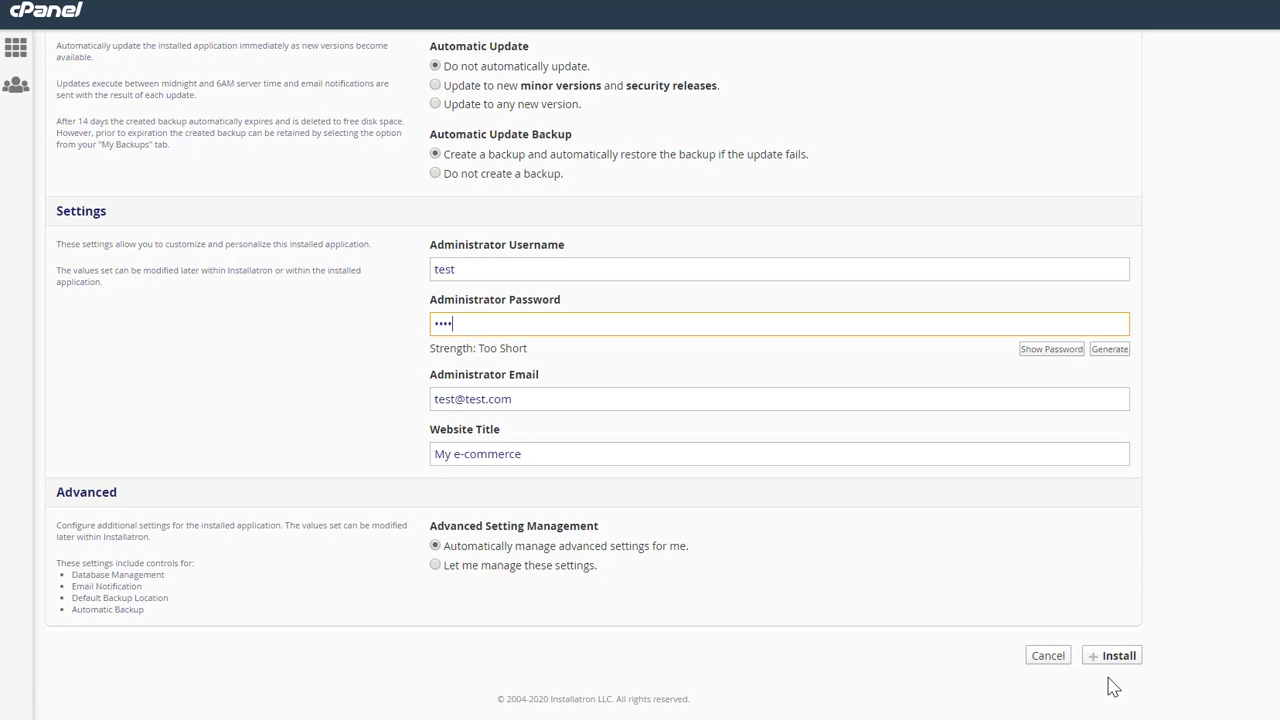 cPanel
Automatically update the installed application immediately as new versions become
available.
Updates execute between midnight and 6AM server time and email notifications are
sent with the result of each update.
After 14 days the created backup automatically expires and is deleted to free disk space.
However, prior to expiration the created backup can be retained by selecting the option
from your "My Backups" tab.
Automatic Update
Do not automatically update.
Update to new minor versions and security releases.
Update to any new version.
Automatic Update Backup
Create a backup and automatically restore the backup if the update fails.
Do not create a backup.
Settings
These settings allow you to customize and personalize this installed application.
The values set can be modified later within Installatron or within the installed
application.
Administrator Username
test
Administrator Password
••••
Strength: Too Short
Show Password
Generate
Administrator Email
test@test.com
Website Title
My e-commerce
Advanced
Configure additional settings for the installed application. The values set can be modified
later within Installatron.
These settings include controls for:
• Database Management
• Email Notification
• Default Backup Location
• Automatic Backup
Advanced Setting Management
Automatically manage advanced settings for me.
Let me manage these settings.
Cancel
+ Install
© 2004-2020 Installatron LLC. All rights reserved.